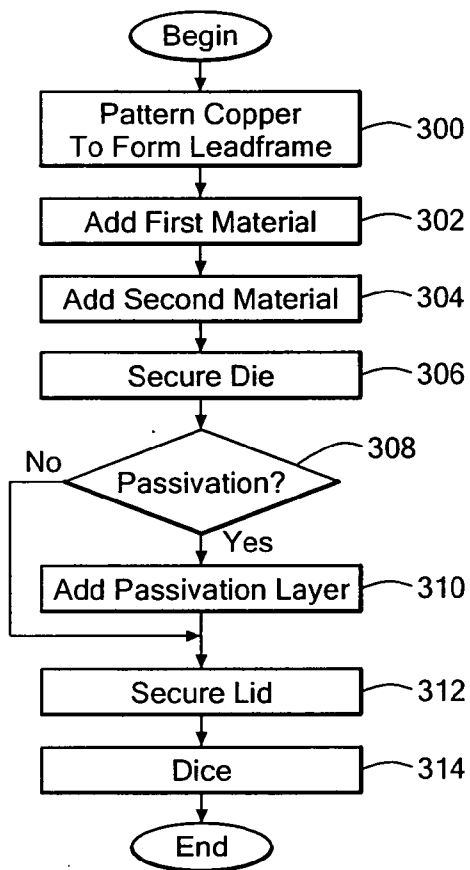 Begin
Pattern Copper
To Form Leadframe
300
Add First Material
302
Add Second Material
304
Secure Die
306
308
No
Passivation?
Yes
Add Passivation Layer
310
Secure Lid
312
Dice
314
End